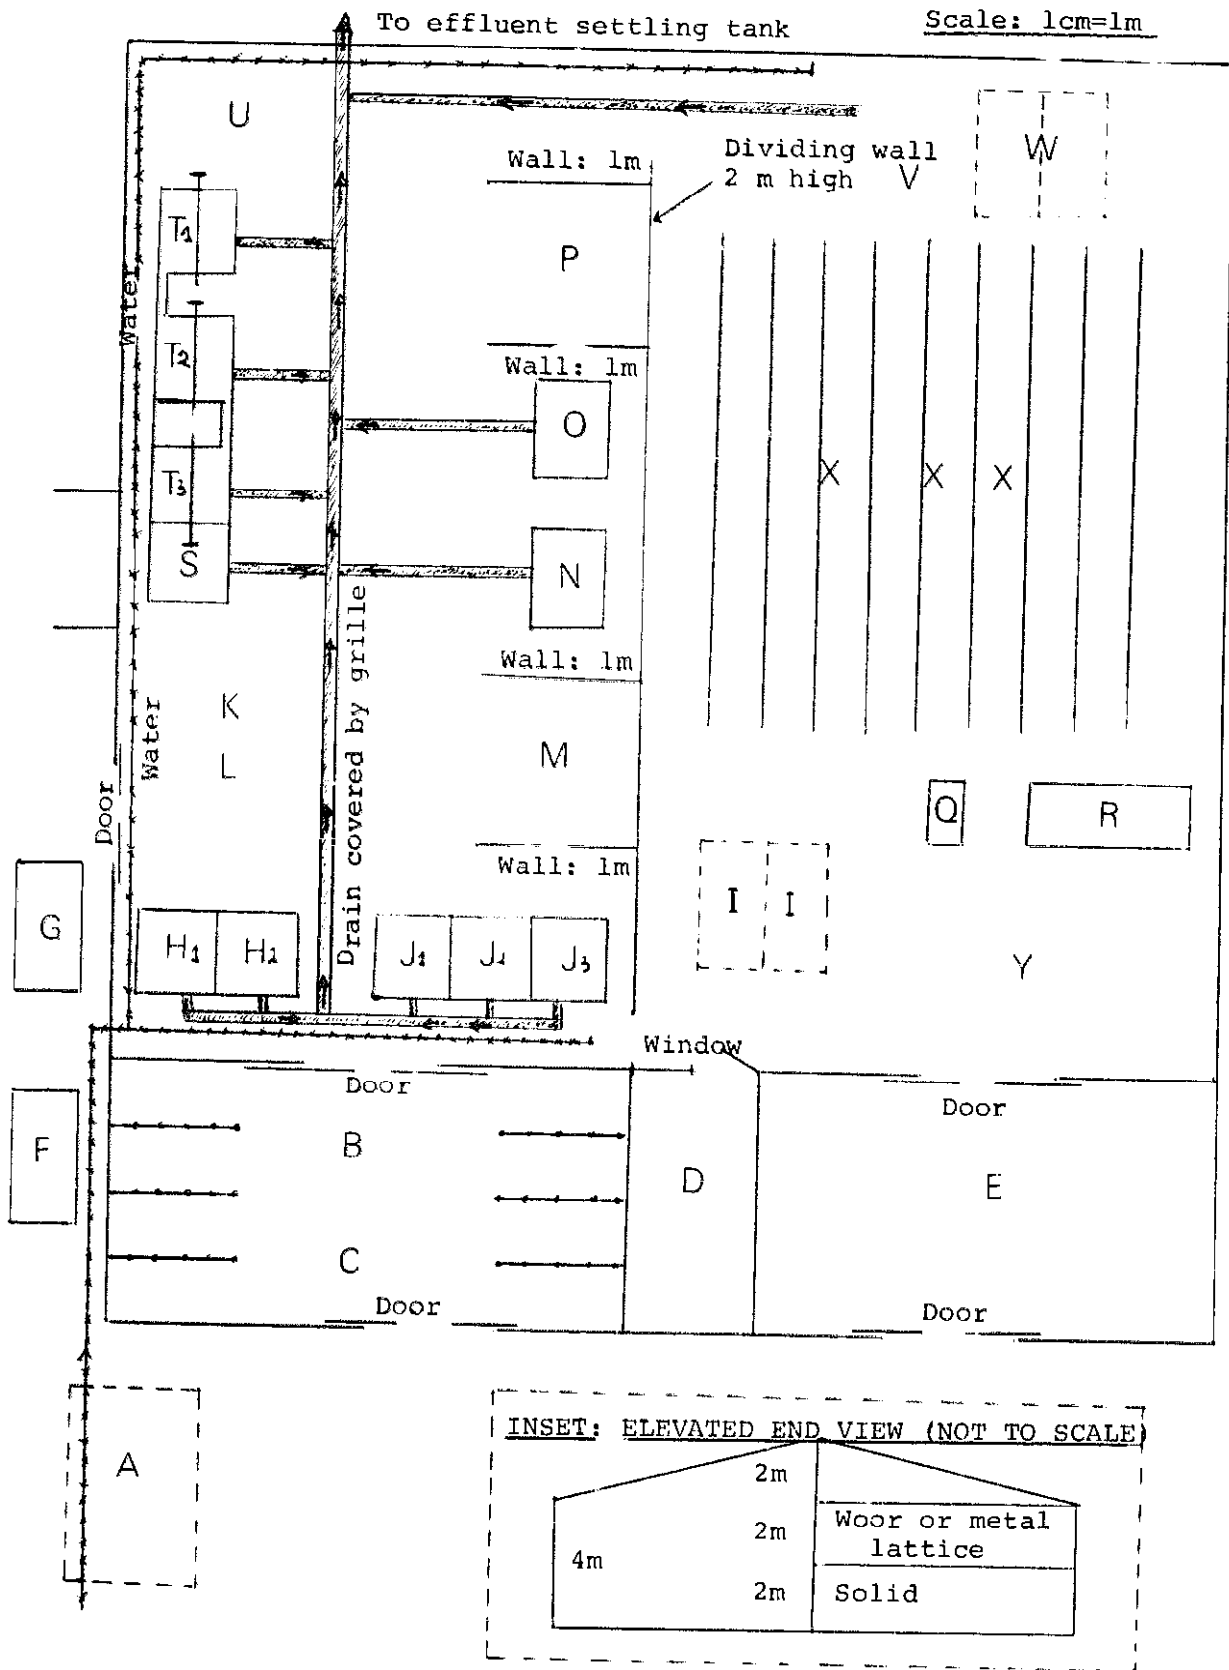 To effluent settling tank
Scale: 1cm=1m
U
W
Wall: 1m
Dividing wall
2 m high
V
T1
P
Water
T2
Wall: 1m
O
X
X
X
T3
S
N
Drain covered by grille
Wall: 1m
K
L
Water
M
Door
Q
R
Wall: 1m
G
I
I
H1
H2
J1
J3
Y
Window
Door
Door
F
B
D
E
C
Door
Door
A
INSET: ELEVATED END VIEW (NOT TO SCALE)
2m
2m
Woor or metal
lattice
4m
2m
Solid